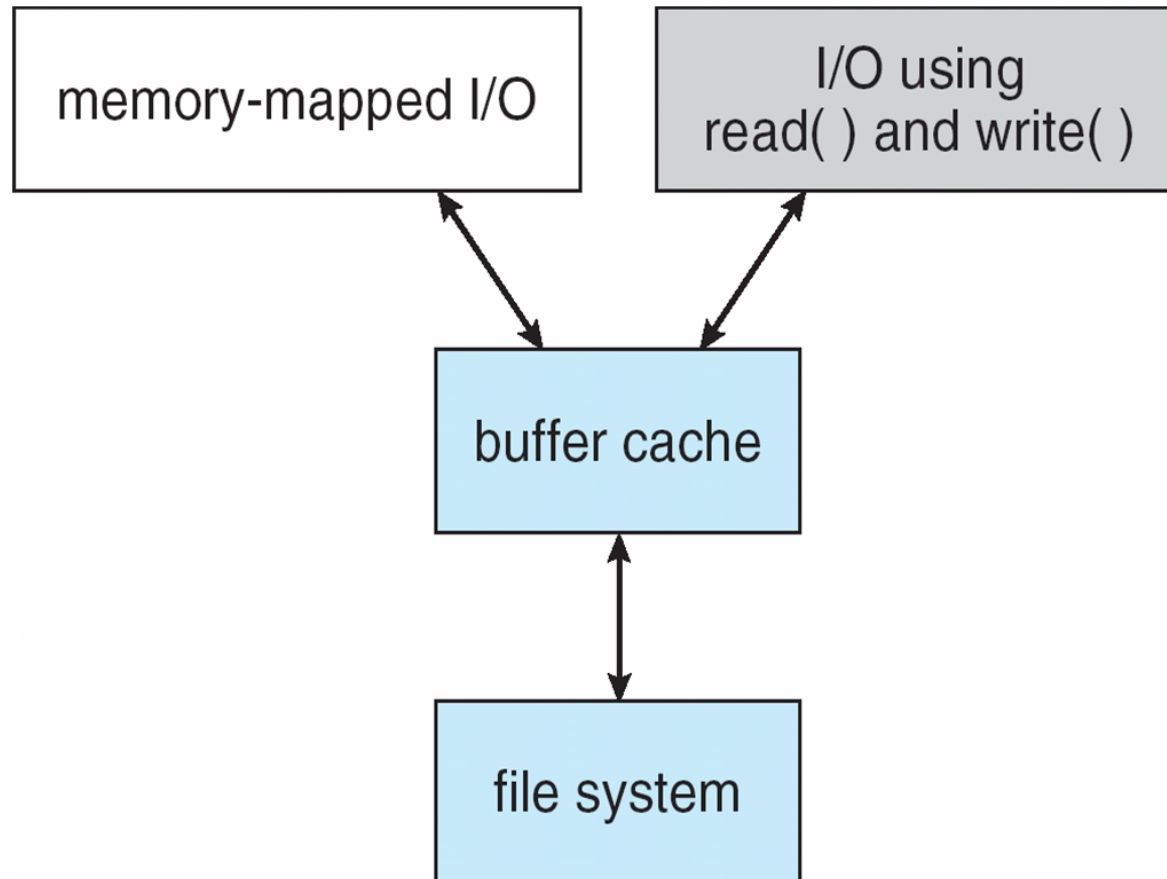 memory-mapped I/O
I/O using
read( ) and write( )
buffer cache
file system